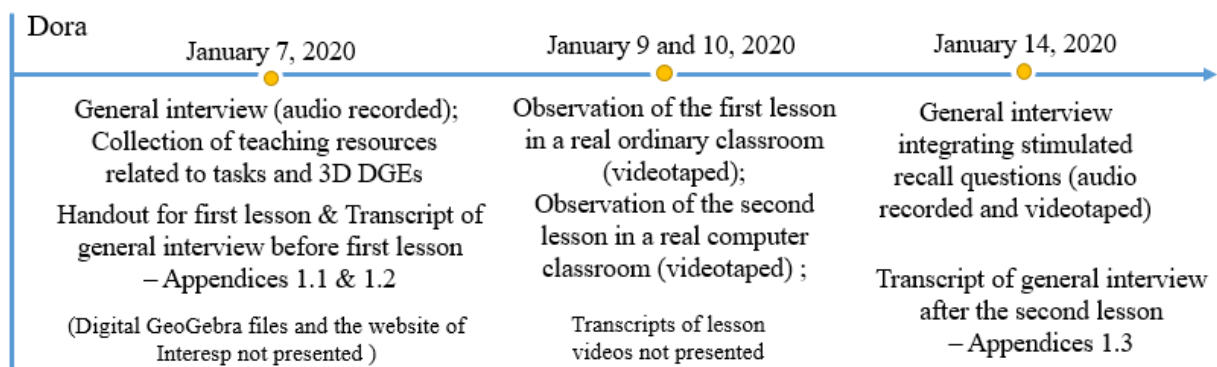 Dora
January 7, 2020
General interview (audio recorded);
Collection of teaching resources
related to tasks and 3D DGEs
Handout for first lesson & Transcript of
general interview before first lesson
– Appendices 1.1 & 1.2
(Digital GeoGebra files and the website of
Interesp not presented )
January 9 and 10, 2020
Observation of the first lesson
in a real ordinary classroom
(videotaped);
Observation of the second
lesson in a real computer
classroom (videotaped) ;
Transcripts of lesson
videos not presented
January 14, 2020
General interview
integrating stimulated
recall questions (audio
recorded and videotaped)
Transcript of general interview
after the second lesson
– Appendices 1.3